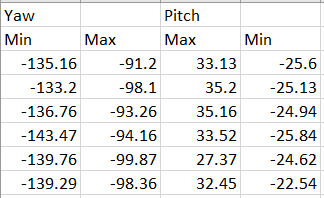 Yaw Pitch
Min Max Max Min
-135.16 -91.2 33.13 -25.6
-133.2 -98.1 35.2 -25.13
-136.76 -93.26 35.16 -24.94
-143.47 -94.16 33.52 -25.84
-139.76 -99.87 27.37 -24.62
-139.29 -98.36 32.45 -22.54